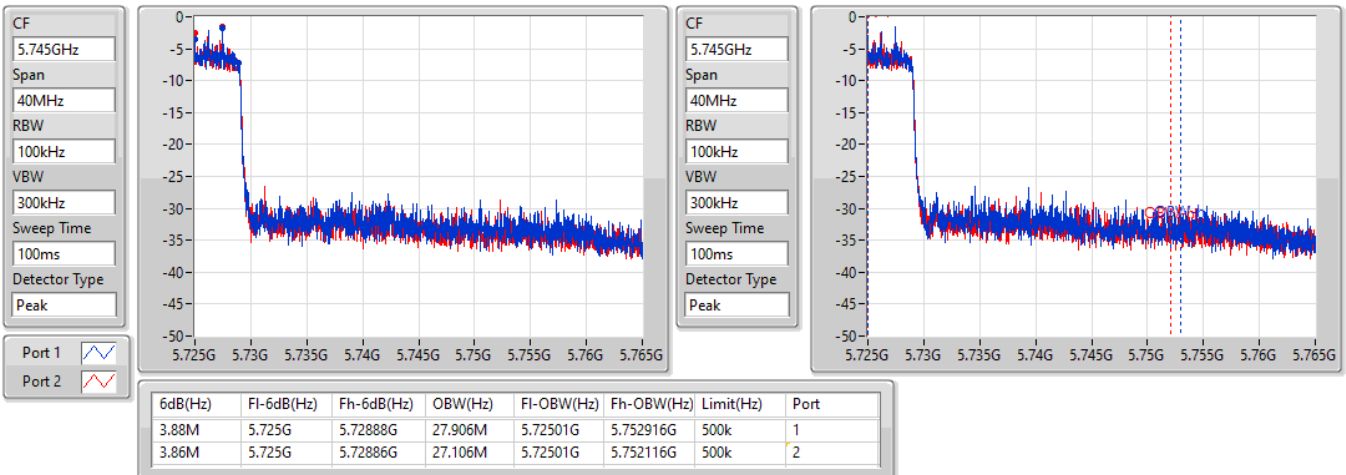 CF
5.745GHz
Span
40MHz
RBW
100kHz
VBW
300kHz
Sweep Time
100ms
Detector Type
Peak
Port 1
Port 2
0-
-5-
-10-
-15-
-20-
-25-
-30-
-35-
-40-
-45-
-50-
5.725G 5.73G 5.735G 5.74G 5.745G 5.75G 5.755G 5.76G 5.765G
CF
5.745GHz
Span
40MHz
RBW
100kHz
VBW
300kHz
Sweep Time
100ms
Detector Type
Peak
0-
-5-
-10-
-15-
-20-
-25-
-30-
-35-
-40-
-45-
-50-
5.725G 5.73G 5.735G 5.74G 5.745G 5.75G 5.755G 5.76G 5.765G
6dB(Hz) Fl-6dB(Hz) Fh-6dB(Hz) OBW(Hz) Fl-OBW(Hz) Fh-OBW(Hz) Limit(Hz) Port
3.88M 5.725G 5.72888G 27.906M 5.72501G 5.752916G 500k 1
3.86M 5.725G 5.72886G 27.106M 5.72501G 5.752116G 500k 2